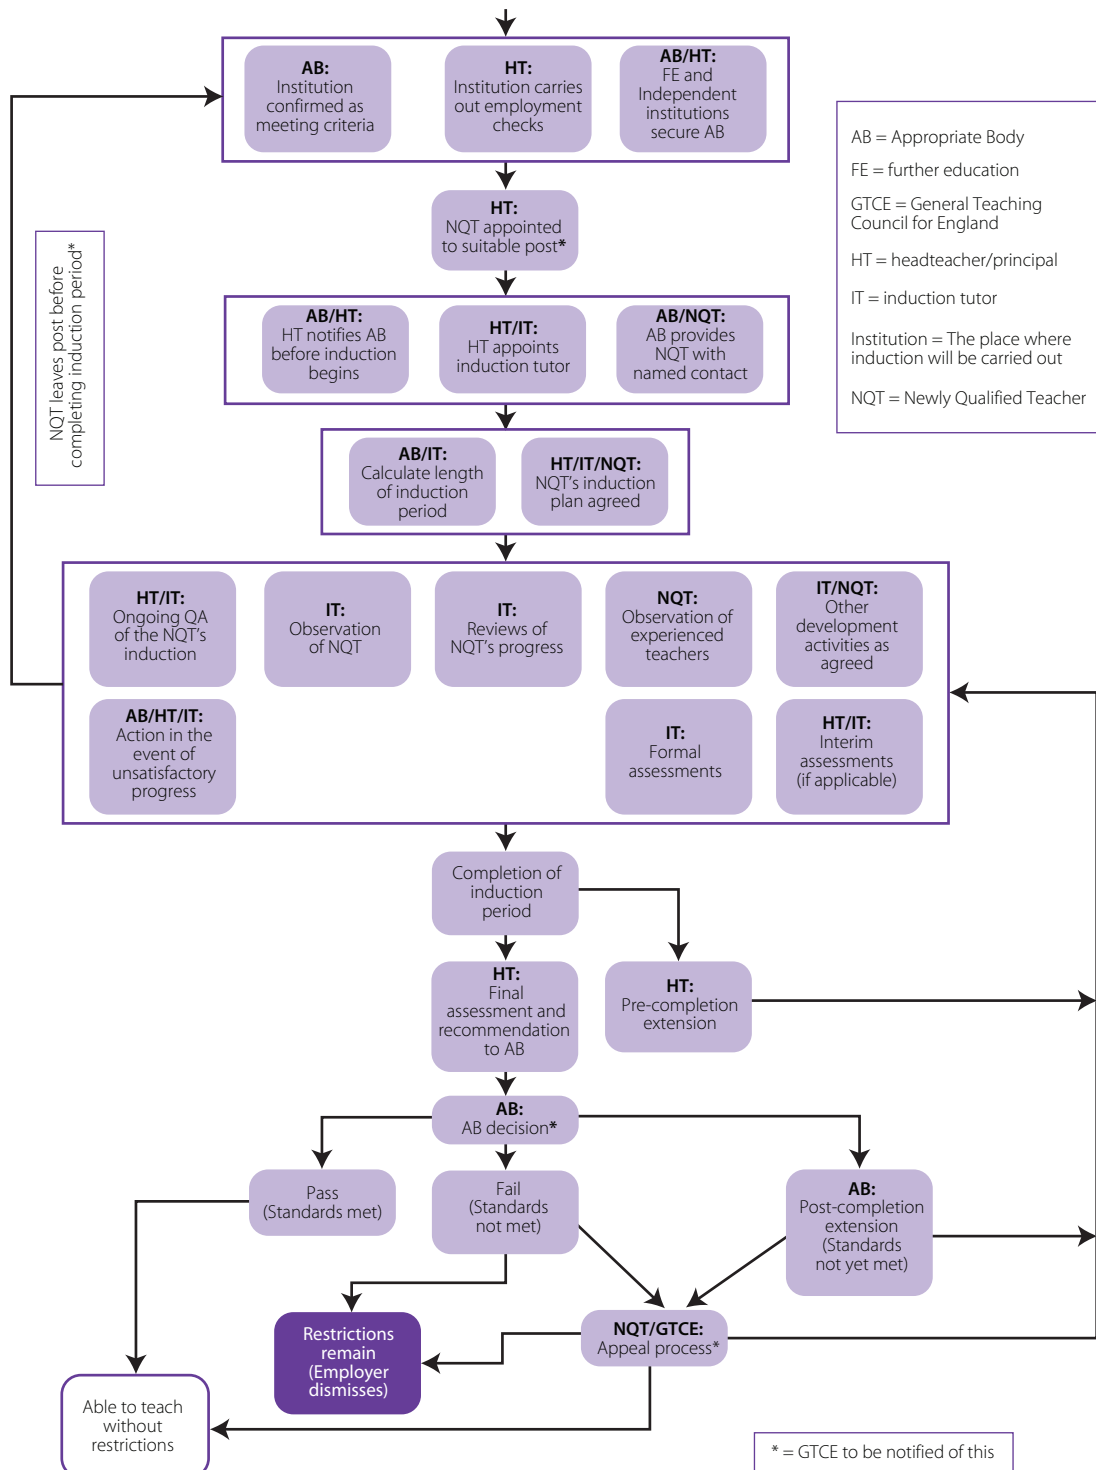 AB:
Institution
confirmed as
meeting criteria
HT:
Institution carries
out employment
checks
AB/HT:
FE and
Independent
institutions
secure AB
AB = Appropriate Body
FE = further education
GTCE = General Teaching
Council for England
HT = headteacher/principal
IT = induction tutor
Institution = The place where
induction will be carried out
NQT = Newly Qualified Teacher
HT:
NQT appointed
to suitable post*
NQT leaves post before
completing induction period*
AB/HT:
HT notifies AB
before induction
begins
HT/IT:
HT appoints
induction tutor
AB/NQT:
AB provides
NQT with
named contact
AB/IT:
Calculate length
of induction
period
HT/IT/NQT:
NQT's induction
plan agreed
HT/IT:
Ongoing QA
of the NQT's
induction
IT:
Observation
of NQT
IT:
Reviews of
NQT's progress
NQT:
Observation of
experienced
teachers
IT/NQT:
Other
development
activities as
agreed
AB/HT/IT:
Action in the
event of
unsatisfactory
progress
IT:
Formal
assessments
HT/IT:
Interim
assessments
(if applicable)
Completion of
induction
period
HT:
Final
assessment and
recommendation
to AB
HT:
Pre-completion
extension
AB:
AB decision*
Pass
(Standards met)
Fail
(Standards
not met)
AB:
Post-completion
extension
(Standards
not yet met)
Restrictions
remain
(Employer
dismisses)
NQT/GTCE:
Appeal process*
Able to teach
without
restrictions
* = GTCE to be notified of this